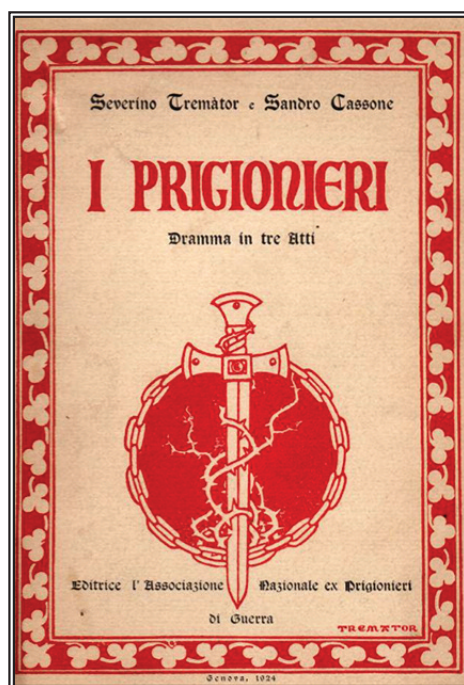 Severino Tremàtor e Sandro Cassone
I PRIGIONIERI
Dramma in tre Atti
Editrice l'Associazione Nazionale ex Prigionieri
di Guerra
TREMATOR
Genova, 1924